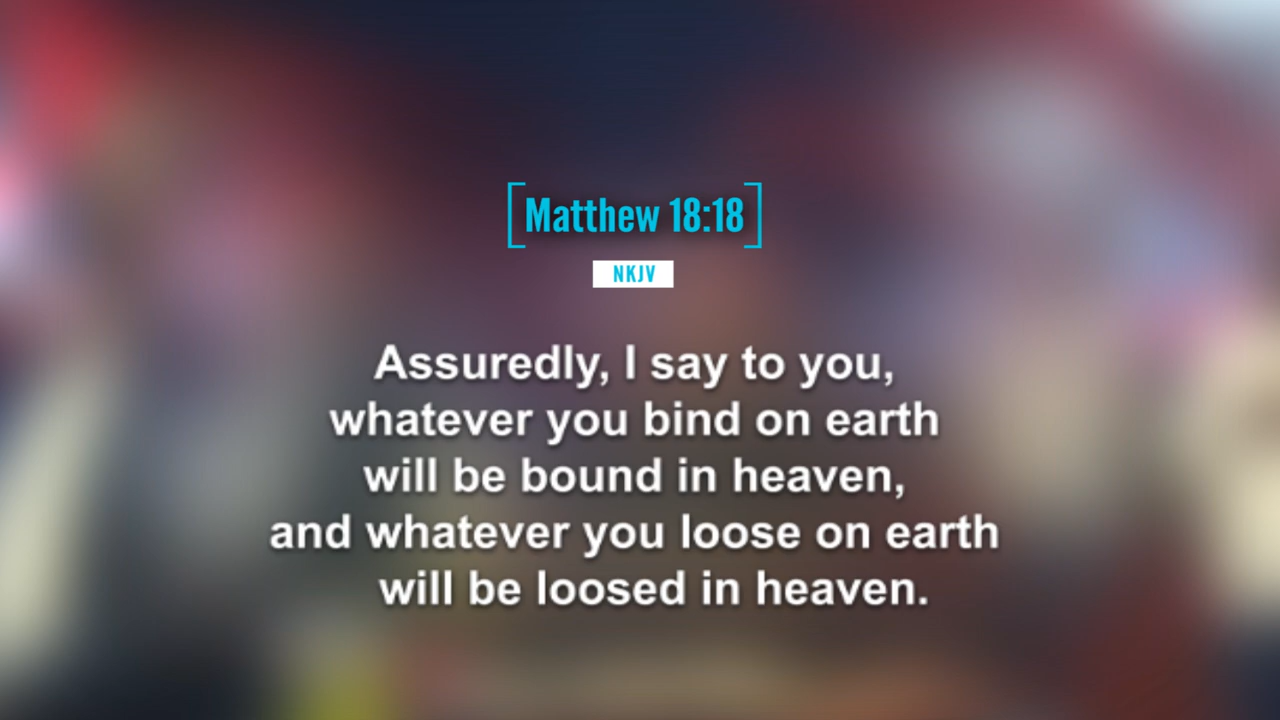 [Matthew 18:18]
NKJV
Assuredly, I say to you,
whatever you bind on earth
will be bound in heaven,
and whatever you loose on earth
will be loosed in heaven.